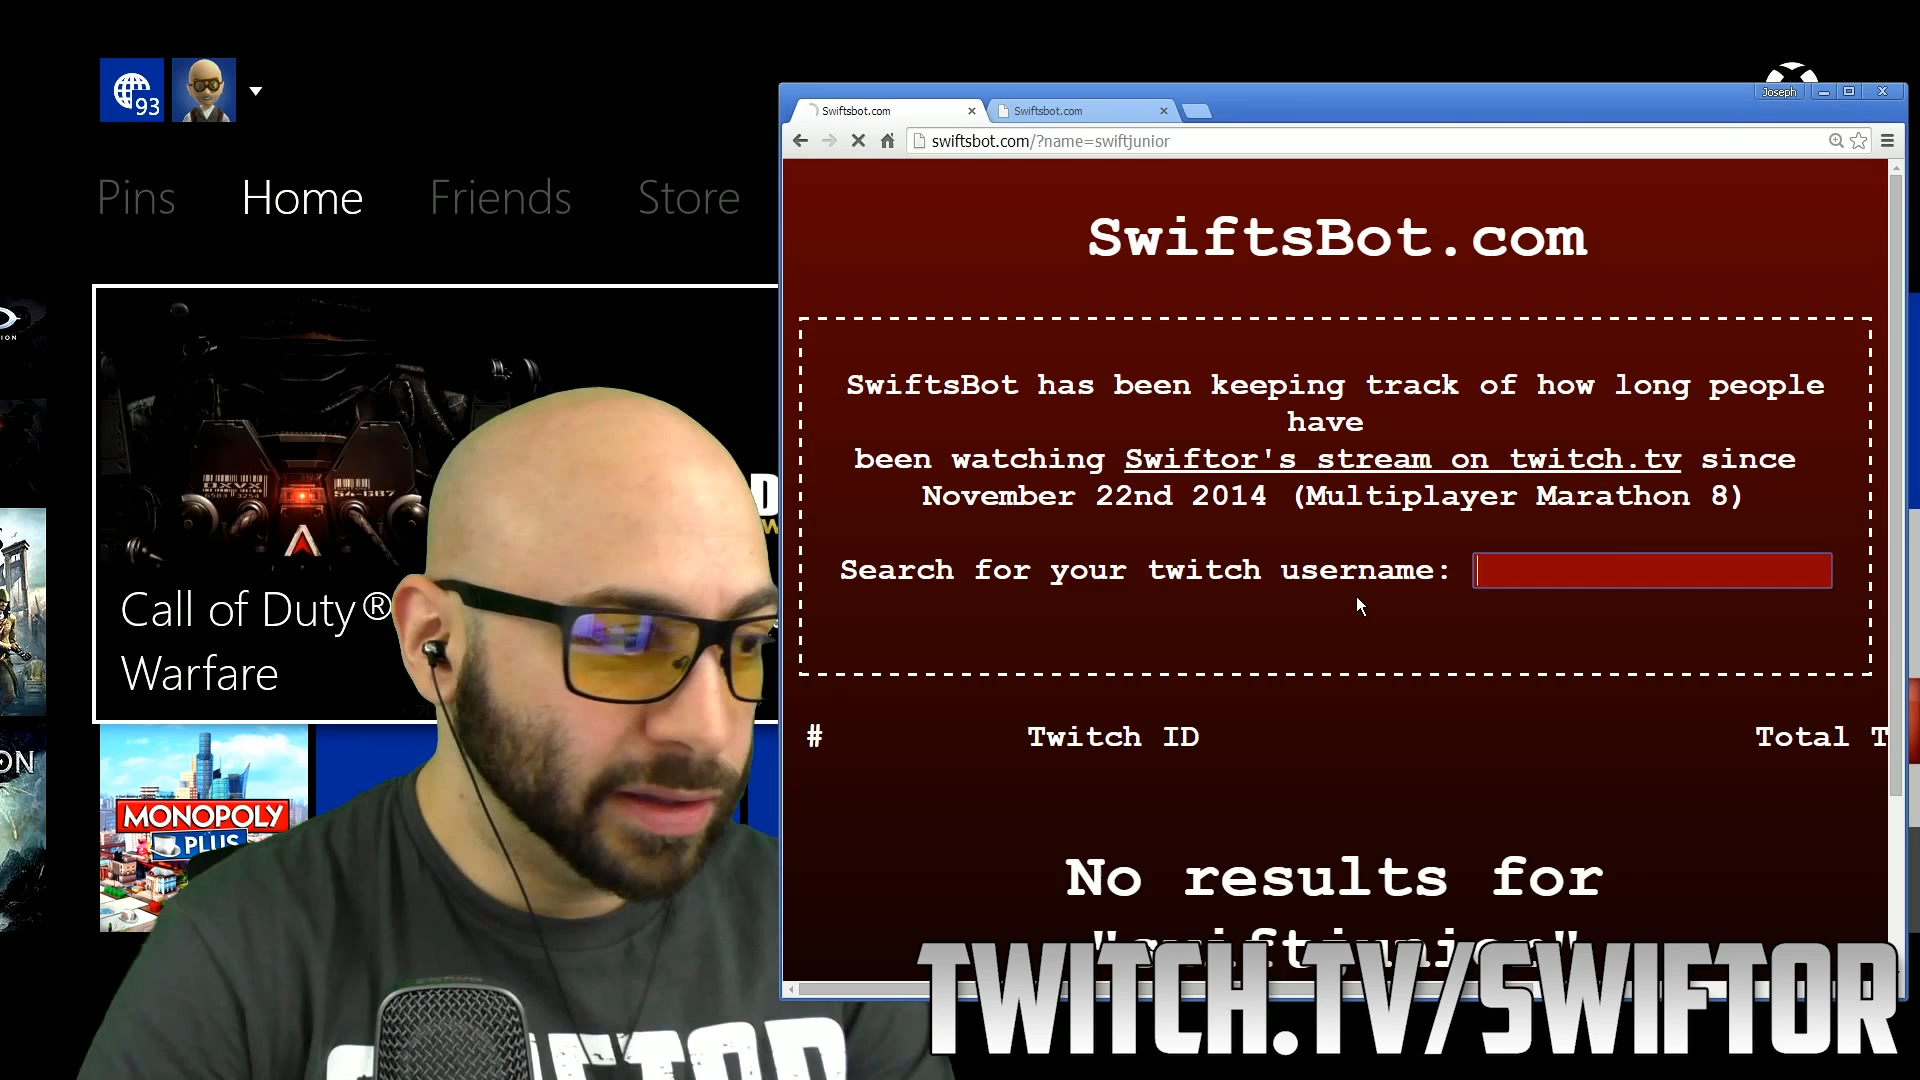 93
Pins Home Friends Store
Joseph
Swiftsbot.com
Swiftsbot.com
swiftsbot.com/?name=swiftjunior
SwiftsBot.com
SwiftsBot has been keeping track of how long people
have
been watching Swiftor's stream on twitch.tv since
November 22nd 2014 (Multiplayer Marathon 8)
Search for your twitch username:
# Twitch ID Total T
No results for
"swiftjunior"
Call of Duty®
Warfare
MONOPOLY
PLUS
SWIFTOR
TWITCH.TV/SWIFTOR